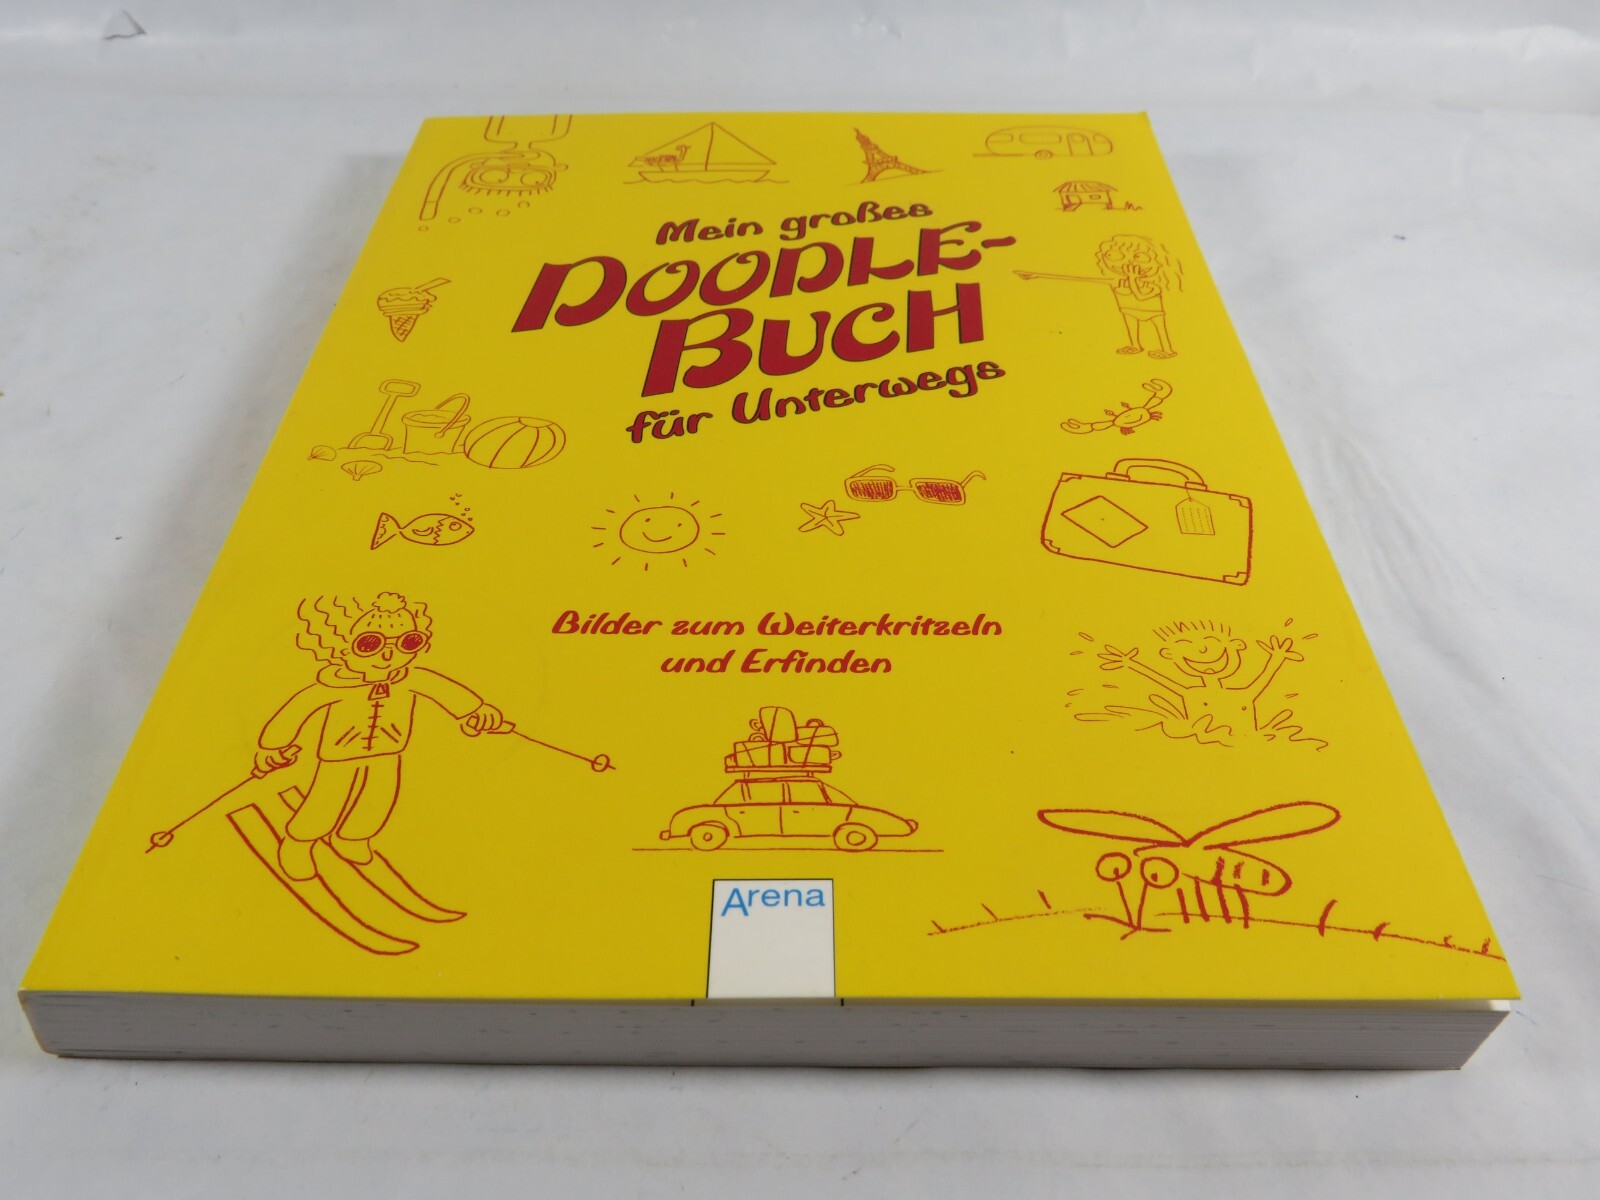 Mein großes
DOODLE-
BUCH
für Unterwegs
Bilder zum Weiterkritzeln
und Erfinden
Arena